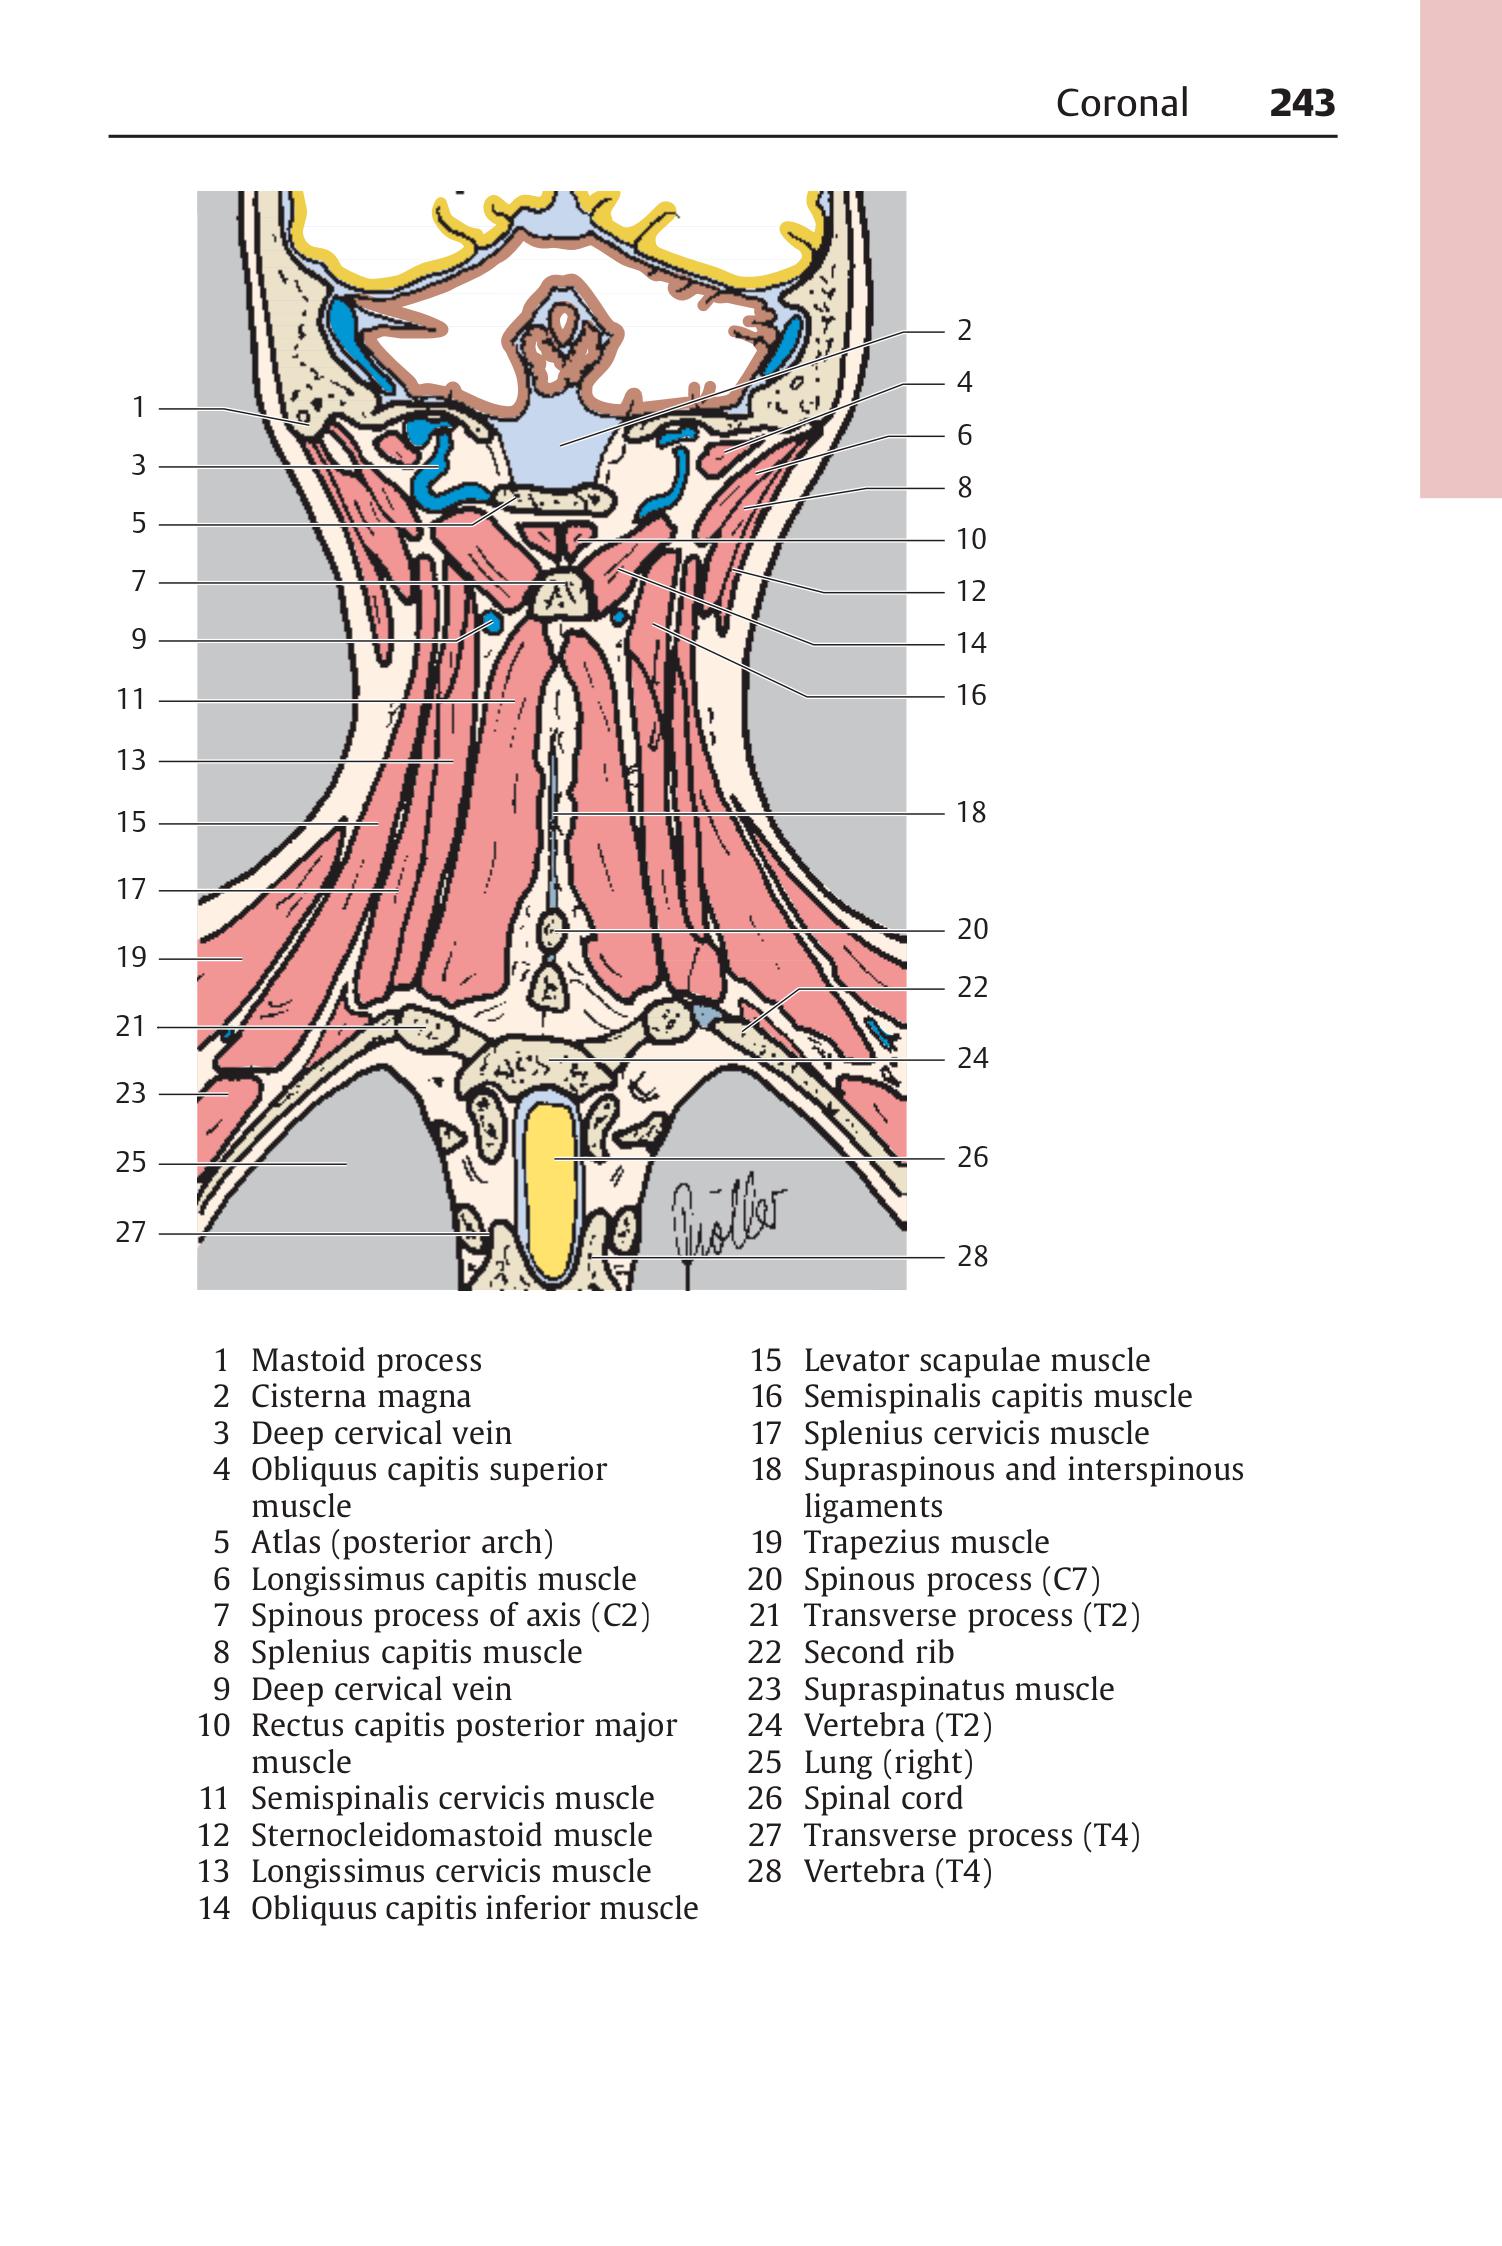 Coronal 243
2
4
1
6
3
8
5
10
7
12
9
14
16
11
13
18
15
17
20
19
22
21
24
23
26
25
27
28
1 Mastoid process
2 Cisterna magna
3 Deep cervical vein
4 Obliquus capitis superior
muscle
5 Atlas (posterior arch)
6 Longissimus capitis muscle
7 Spinous process of axis (C2)
8 Splenius capitis muscle
9 Deep cervical vein
10 Rectus capitis posterior major
muscle
11 Semispinalis cervicis muscle
12 Sternocleidomastoid muscle
13 Longissimus cervicis muscle
14 Obliquus capitis inferior muscle
15 Levator scapulae muscle
16 Semispinalis capitis muscle
17 Splenius cervicis muscle
18 Supraspinous and interspinous
ligaments
19 Trapezius muscle
20 Spinous process (C7)
21 Transverse process (T2)
22 Second rib
23 Supraspinatus muscle
24 Vertebra (T2)
25 Lung (right)
26 Spinal cord
27 Transverse process (T4)
28 Vertebra (T4)